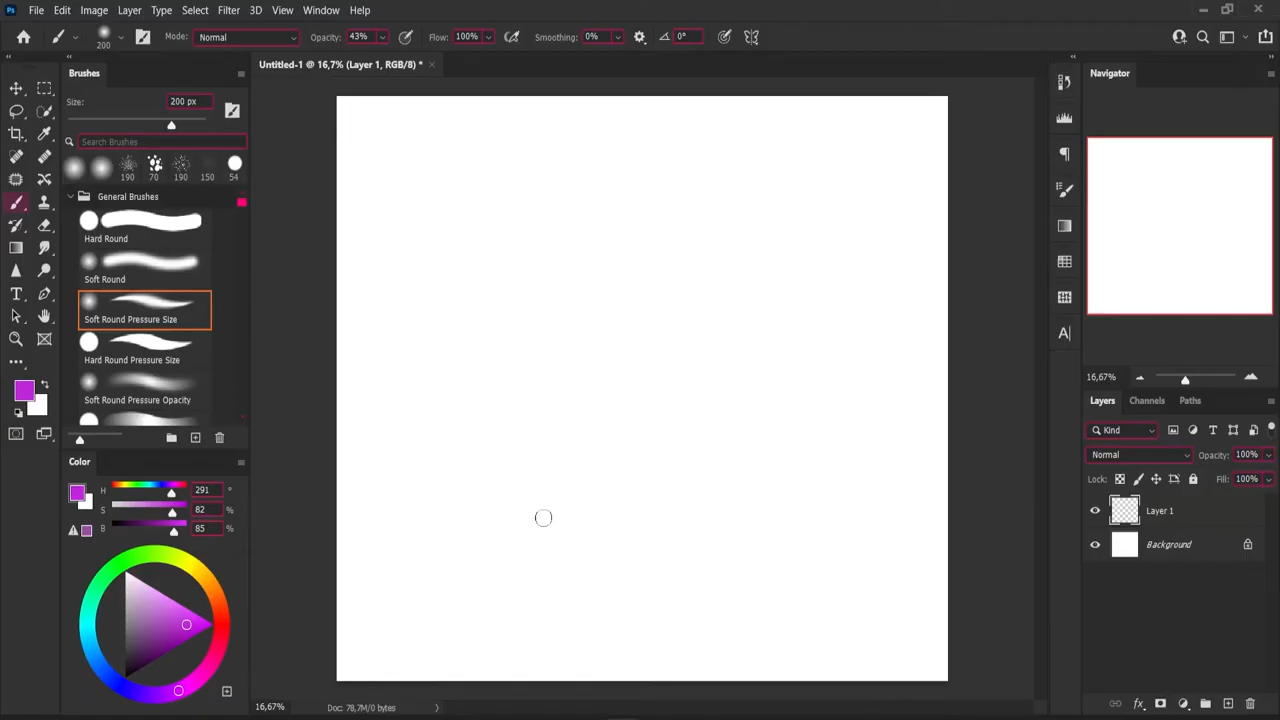 Ps File Edit Image Layer Type Select Filter 3D View Window Help
200 Mode: Normal Opacity: 43% Flow: 100% Smoothing: 0% 0°
Untitled-1 @ 16,7% (Layer 1, RGB/8) *
Brushes
Size: 200 px
Search Brushes
190 70 190 150 54
General Brushes
Hard Round
Soft Round
Soft Round Pressure Size
Hard Round Pressure Size
Soft Round Pressure Opacity
Color
H 291 °
S 82 %
B 85 %
16,67% Doc: 78,7M/0 bytes
Navigator
16,67%
Layers Channels Paths
Kind
Normal Opacity: 100%
Lock: Fill: 100%
Layer 1
Background